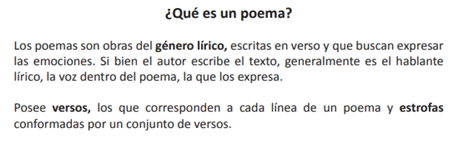 ¿Qué es un poema?
Los poemas son obras del género lírico, escritas en verso y que buscan expresar
las emociones. Si bien el autor escribe el texto, generalmente es el hablante
lírico, la voz dentro del poema, la que los expresa.
Posee versos, los que corresponden a cada línea de un poema y estrofas
conformadas por un conjunto de versos.